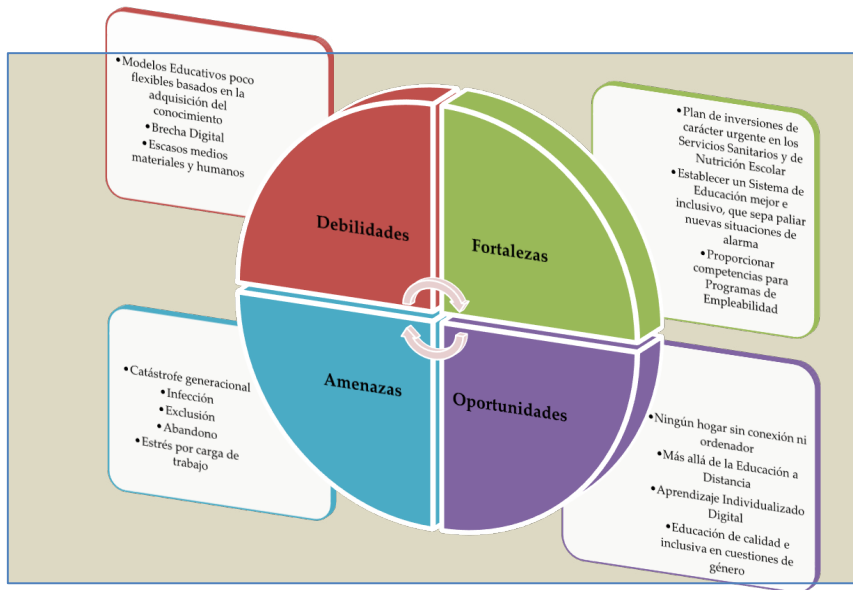 •Modelos Educativos poco
flexibles basados en la
adquisición del
conocimiento
•Brecha Digital
•Escasos medios
materiales y humanos
•Plan de inversiones de
carácter urgente en los
Servicios Sanitarios y de
Nutrición Escolar
•Establecer un Sistema de
Educación mejor e
inclusivo, que sepa paliar
nuevas situaciones de
alarma
•Proporcionar
competencias para
Programas de
Empleabilidad
Debilidades
Fortalezas
Amenazas
Oportunidades
•Catástrofe generacional
•Infección
•Exclusión
•Abandono
•Estrés por carga de
trabajo
•Ningún hogar sin conexión ni
ordenador
•Más allá de la Educación a
Distancia
•Aprendizaje Individualizado
Digital
•Educación de calidad e
inclusiva en cuestiones de
género